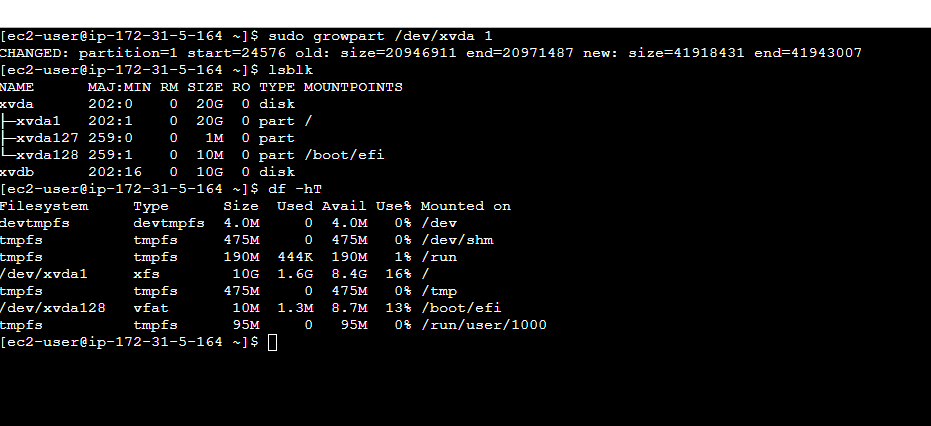 [ec2-user@ip-172-31-5-164 ~]$ sudo growpart /dev/xvda 1
CHANGED: partition=1 start=24576 old: size=20946911 end=20971487 new: size=41918431 end=41943007
[ec2-user@ip-172-31-5-164 ~]$ lsblk
NAME      MAJ:MIN RM SIZE RO TYPE MOUNTPOINTS
xvda      202:0    0  20G  0 disk
├─xvda1   202:1    0  20G  0 part /
├─xvda127 259:0    0   1M  0 part
└─xvda128 259:1    0  10M  0 part /boot/efi
xvdb      202:16   0  10G  0 disk
[ec2-user@ip-172-31-5-164 ~]$ df -hT
Filesystem     Type      Size  Used Avail Use% Mounted on
devtmpfs       devtmpfs  4.0M     0  4.0M   0% /dev
tmpfs          tmpfs     475M     0  475M   0% /dev/shm
tmpfs          tmpfs     190M  444K  190M   1% /run
/dev/xvda1     xfs        10G  1.6G  8.4G  16% /
tmpfs          tmpfs     475M     0  475M   0% /tmp
/dev/xvda128   vfat       10M  1.3M  8.7M  13% /boot/efi
tmpfs          tmpfs      95M     0   95M   0% /run/user/1000
[ec2-user@ip-172-31-5-164 ~]$